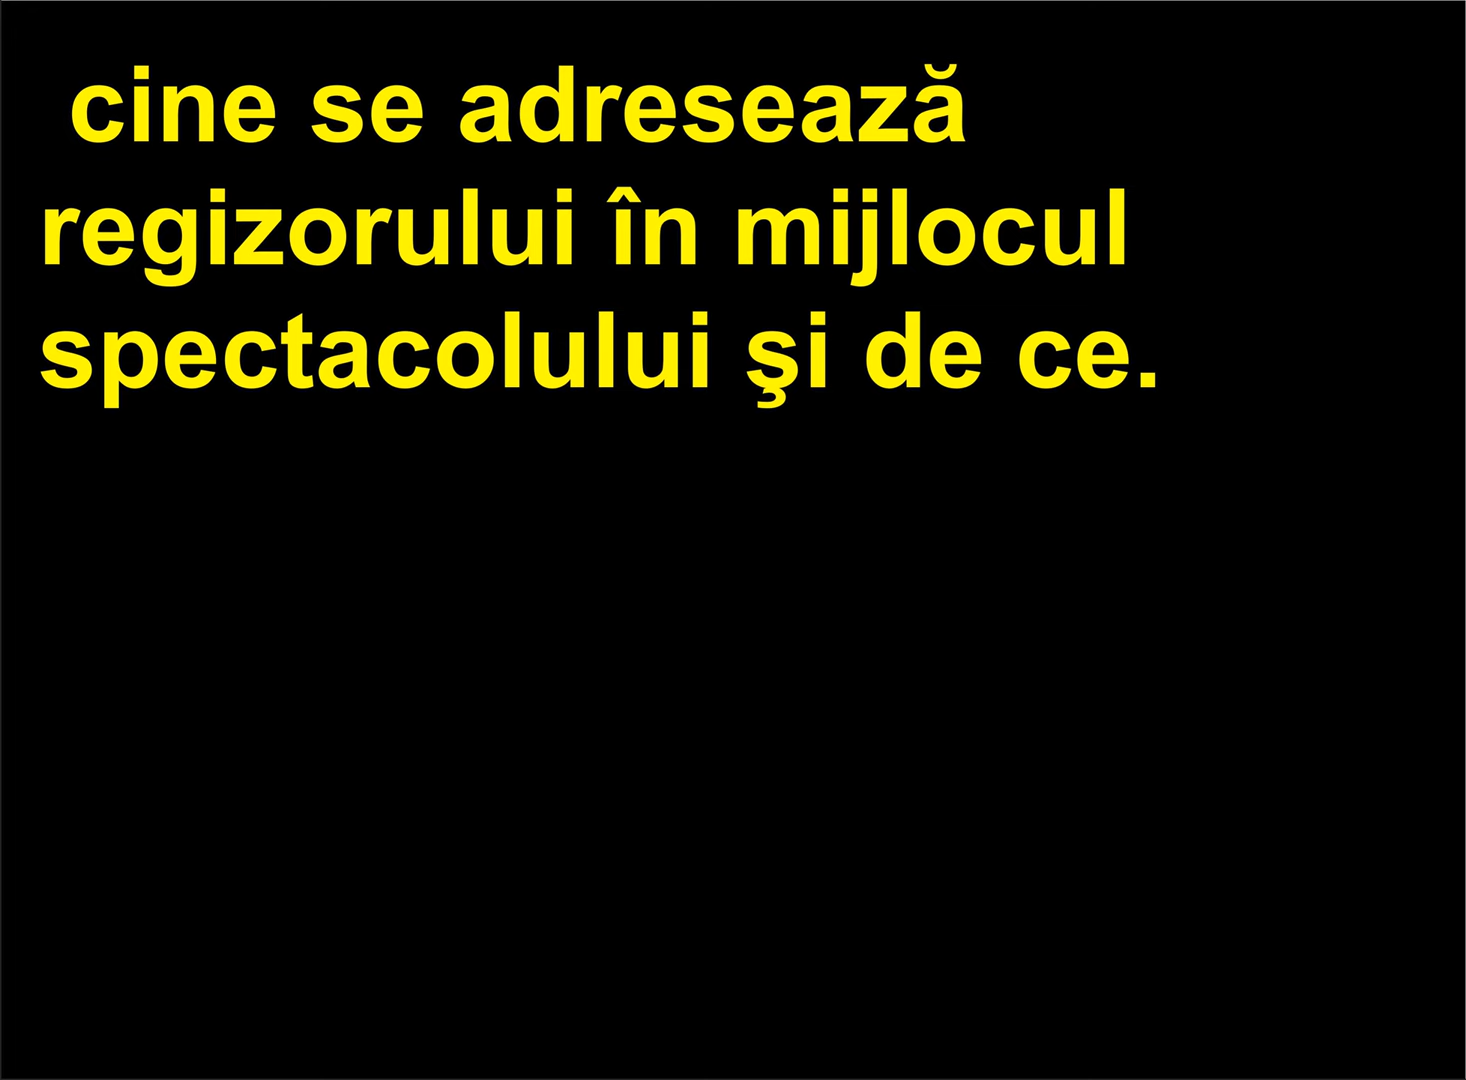 cine se adresează
regizorului în mijlocul
spectacolului şi de ce.